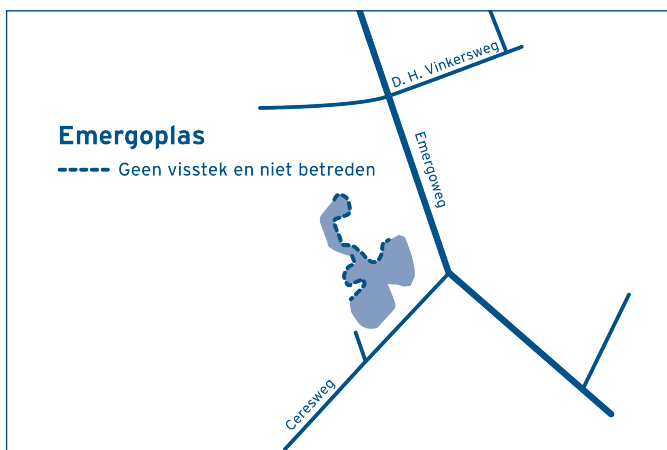 D. H. Vinkersweg
Emergoplas
Geen visstek en niet betreden
Emergoweg
Ceresweg